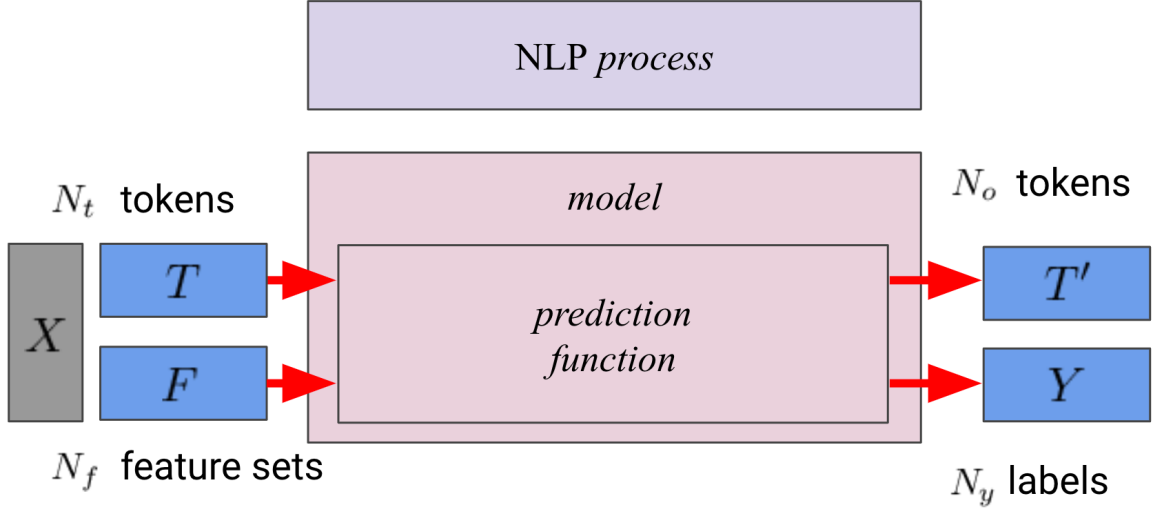 NLP process
model
N_t tokens
N_o tokens
X
T
T′
prediction
function
F
Y
N_f feature sets
N_y labels